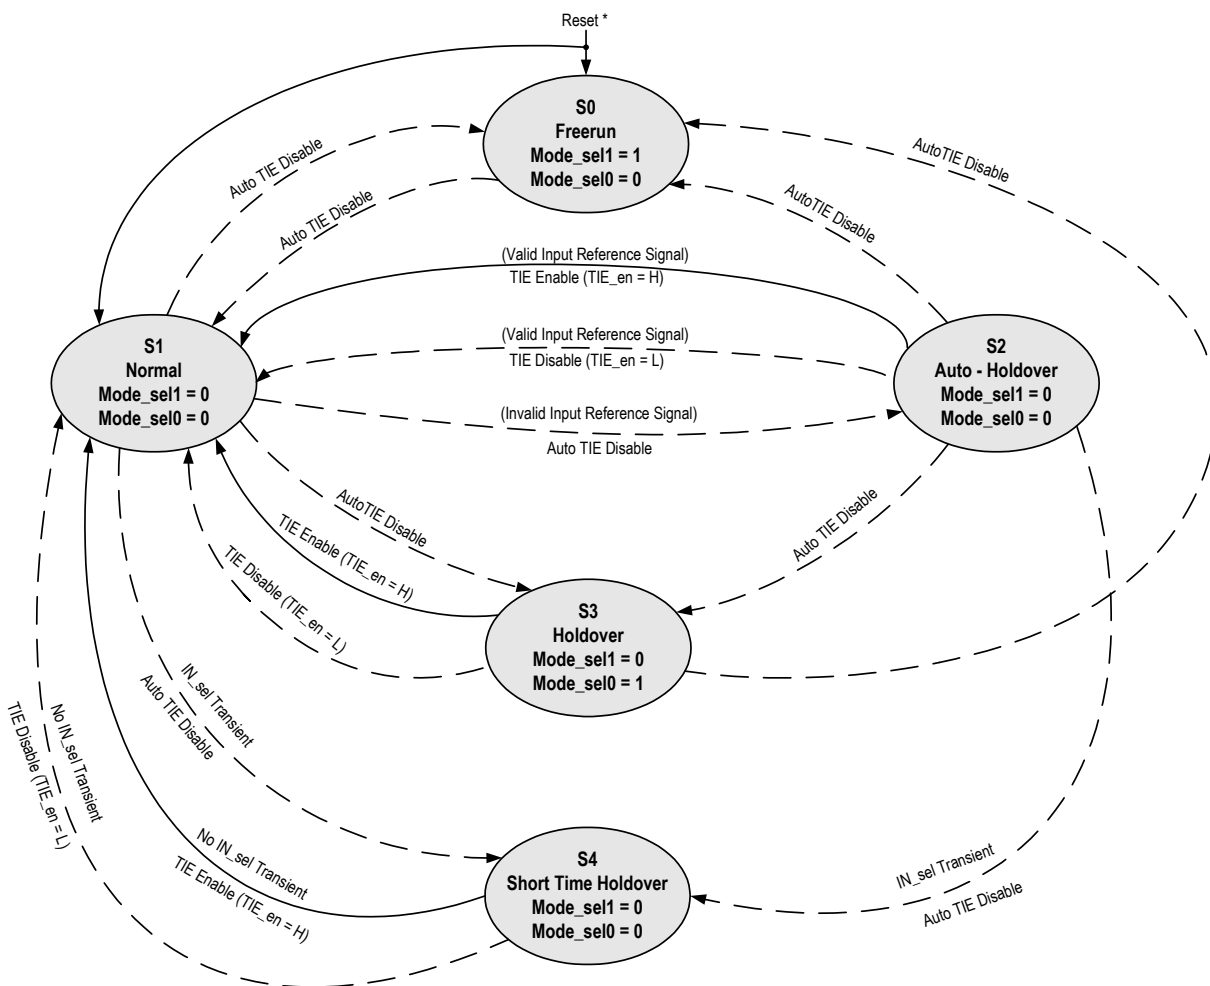 Reset *
S0
Freerun
Mode_sel1 = 1
Mode_sel0 = 0
Auto TIE Disable
Auto TIE Disable
AutoTIE Disable
AutoTIE Disable
(Valid Input Reference Signal)
TIE Enable (TIE_en = H)
(Valid Input Reference Signal)
TIE Disable (TIE_en = L)
(Invalid Input Reference Signal)
Auto TIE Disable
S1
Normal
Mode_sel1 = 0
Mode_sel0 = 0
S2
Auto - Holdover
Mode_sel1 = 0
Mode_sel0 = 0
AutoTIE Disable
TIE Enable (TIE_en = H)
TIE Disable (TIE_en = L)
Auto TIE Disable
S3
Holdover
Mode_sel1 = 0
Mode_sel0 = 1
IN_sel Transient
Auto TIE Disable
No IN_sel Transient
TIE Disable (TIE_en = L)
No IN_sel Transient
TIE Enable (TIE_en = H)
S4
Short Time Holdover
Mode_sel1 = 0
Mode_sel0 = 0
IN_sel Transient
Auto TIE Disable